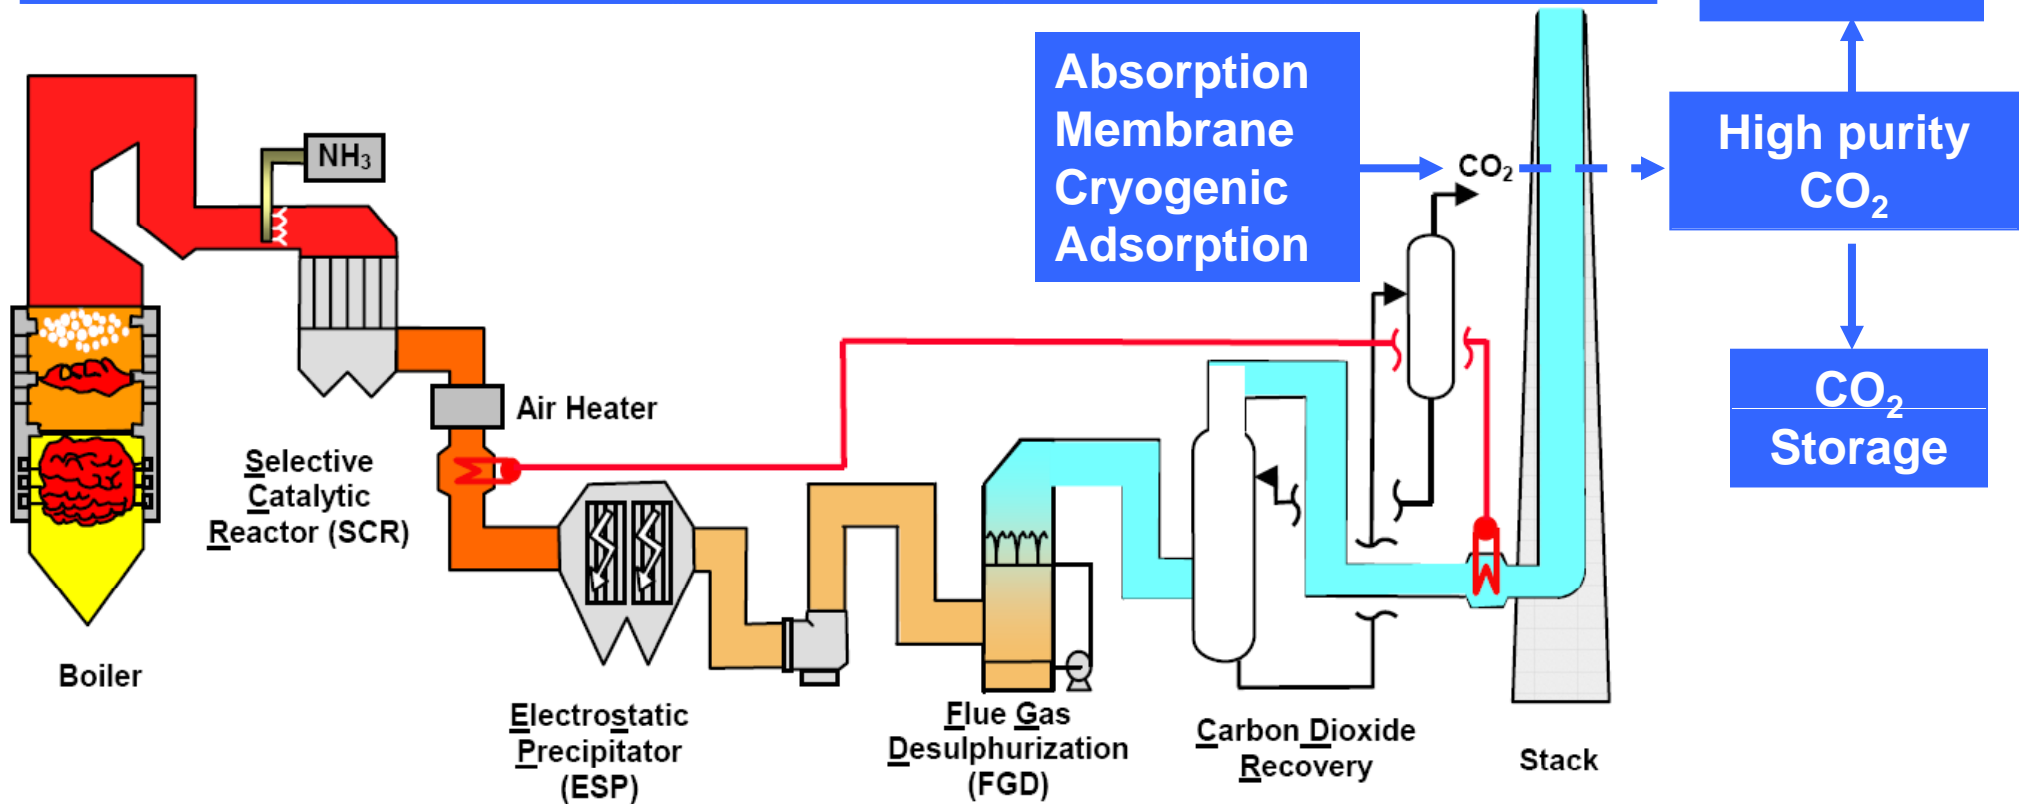 Absorption
Membrane
Cryogenic
Adsorption
NH₃
CO₂
High purity
CO₂
CO₂
Storage
Air Heater
Selective
Catalytic
Reactor (SCR)
Boiler
Electrostatic
Precipitator
(ESP)
Flue Gas
Desulphurization
(FGD)
Carbon Dioxide
Recovery
Stack